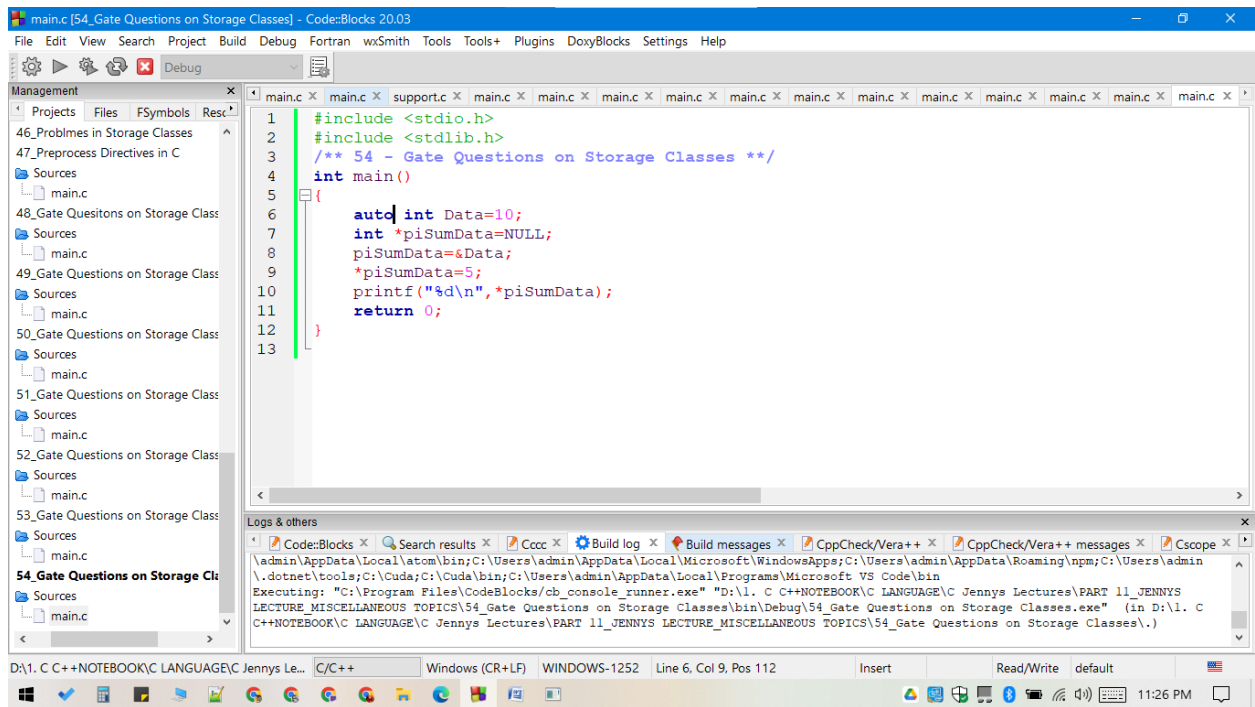 main.c [54_Gate Questions on Storage Classes] - Code::Blocks 20.03
File Edit View Search Project Build Debug Fortran wxSmith Tools Tools+ Plugins DoxyBlocks Settings Help
Debug
Management
Projects Files FSymbols Resc
46_Problmes in Storage Classes
47_Preprocess Directives in C
Sources
main.c
48_Gate Quesitons on Storage Class
Sources
main.c
49_Gate Questions on Storage Class
Sources
main.c
50_Gate Questions on Storage Class
Sources
main.c
51_Gate Questions on Storage Class
Sources
main.c
52_Gate Questions on Storage Class
Sources
main.c
53_Gate Questions on Storage Class
Sources
main.c
54_Gate Questions on Storage Cla
Sources
main.c
main.c main.c support.c main.c main.c main.c main.c main.c main.c main.c main.c main.c main.c main.c main.c
1 #include <stdio.h>
2 #include <stdlib.h>
3 /** 54 - Gate Questions on Storage Classes **/
4 int main()
5 {
6 auto int Data=10;
7 int *piSumData=NULL;
8 piSumData=&Data;
9 *piSumData=5;
10 printf("%d\n",*piSumData);
11 return 0;
12 }
13
Logs & others
Code::Blocks Search results Cccc Build log Build messages CppCheck/Vera++ CppCheck/Vera++ messages Cscope
\admin\AppData\Local\atom\bin;C:\Users\admin\AppData\Local\Microsoft\WindowsApps;C:\Users\admin\AppData\Roaming\npm;C:\Users\admin
\.dotnet\tools;C:\Cuda;C:\Cuda\bin;C:\Users\admin\AppData\Local\Programs\Microsoft VS Code\bin
Executing: "C:\Program Files\CodeBlocks/cb_console_runner.exe" "D:\1. C C++NOTEBOOK\C LANGUAGE\C Jennys Lectures\PART 11_JENNYS
LECTURE_MISCELLANEOUS TOPICS\54_Gate Questions on Storage Classes\bin\Debug\54_Gate Questions on Storage Classes.exe" (in D:\1. C
C++NOTEBOOK\C LANGUAGE\C Jennys Lectures\PART 11_JENNYS LECTURE_MISCELLANEOUS TOPICS\54_Gate Questions on Storage Classes\.)
D:\1. C C++NOTEBOOK\C LANGUAGE\C Jennys Le... C/C++ Windows (CR+LF) WINDOWS-1252 Line 6, Col 9, Pos 112 Insert Read/Write default
11:26 PM